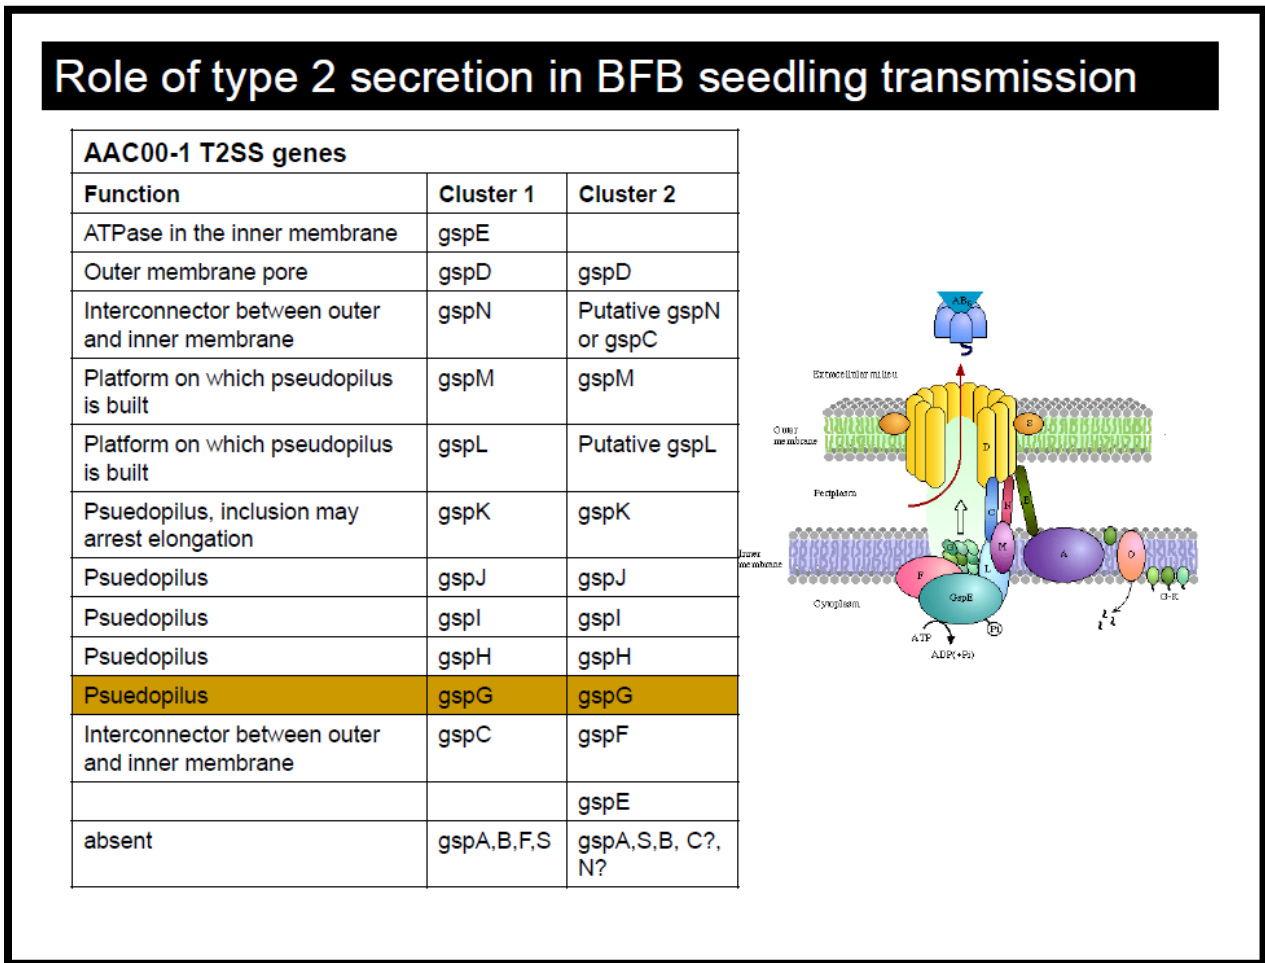 Role of type 2 secretion in BFB seedling transmission
AAC00-1 T2SS genes
Function Cluster 1 Cluster 2
ATPase in the inner membrane gspE
Outer membrane pore gspD gspD
Interconnector between outer gspN Putative gspN
and inner membrane or gspC
Platform on which pseudopilus gspM gspM
is built
Platform on which pseudopilus gspL Putative gspL
is built
Psuedopilus, inclusion may gspK gspK
arrest elongation
Psuedopilus gspJ gspJ
Psuedopilus gspI gspI
Psuedopilus gspH gspH
Psuedopilus gspG gspG
Interconnector between outer gspC gspF
and inner membrane
gspE
absent gspA,B,F,S gspA,S,B, C?,
N?
AB5
S
Extracellular milieu
Outer
membrane
S
D
Periplasm
B
C
N
Inner
membrane
G
M
A
O
F
L
GspE
G-K
Cytoplasm
ATP
Pi
ADP(+Pi)